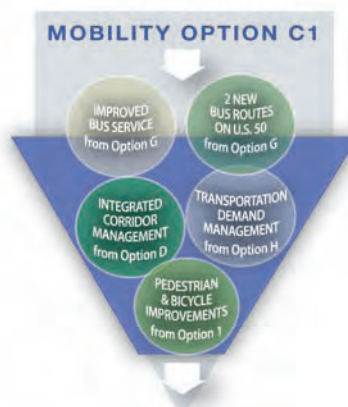 MOBILITY OPTION C1
IMPROVED
BUS SERVICE
from Option G
2 NEW
BUS ROUTES
ON U.S. 50
from Option G
INTEGRATED
CORRIDOR
MANAGEMENT
from Option D
TRANSPORTATION
DEMAND
MANAGEMENT
from Option H
PEDESTRIAN
& BICYCLE
IMPROVEMENTS
from Option 1